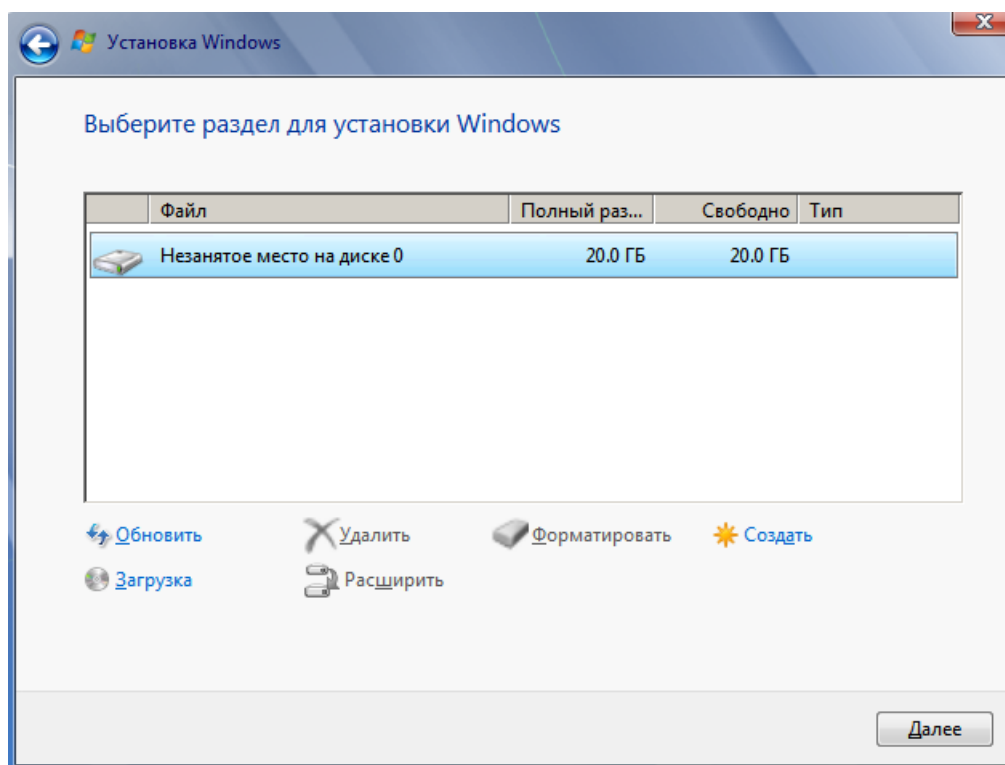 Установка Windows
Выберите раздел для установки Windows
Файл Полный раз... Свободно Тип
Незанятое место на диске 0 20.0 ГБ 20.0 ГБ
Обновить Удалить Форматировать Создать
Загрузка Расширить
Далее